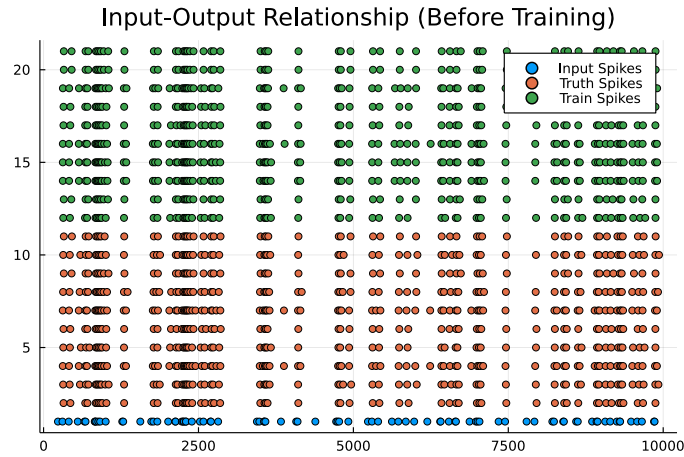 Input-Output Relationship (Before Training)
20
15
10
5
Input Spikes
Truth Spikes
Train Spikes
0
2500
5000
7500
10000